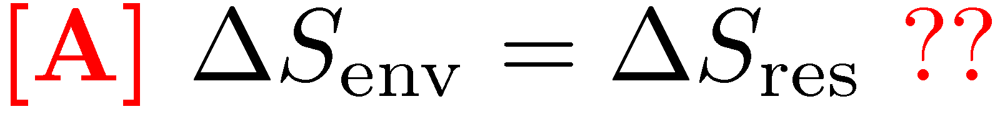 [A] ΔS_env = ΔS_res ??